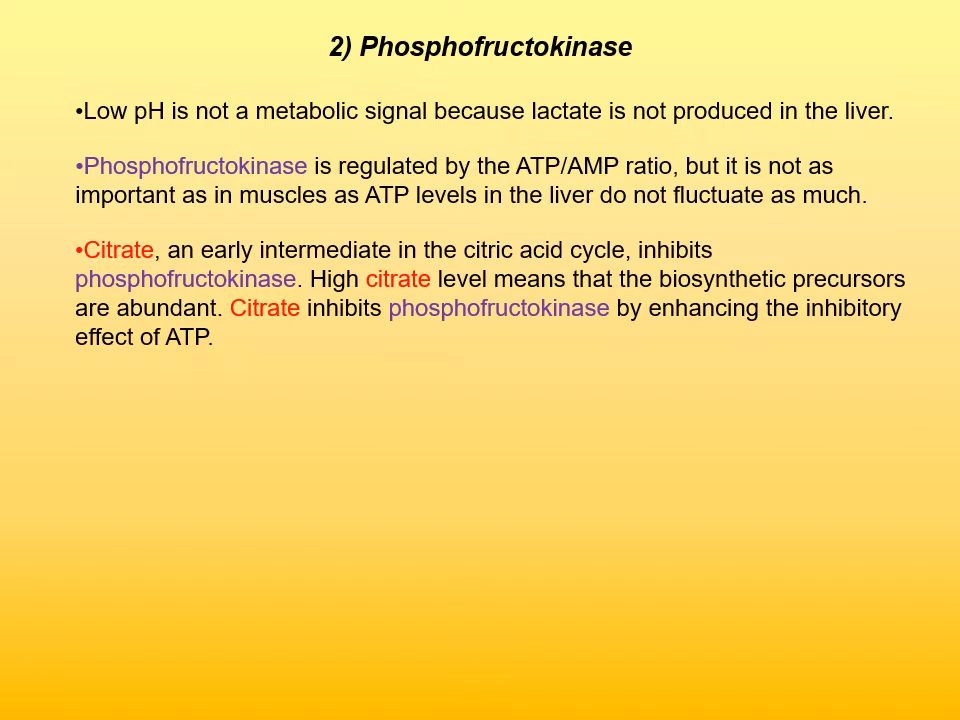 2) Phosphofructokinase
•Low pH is not a metabolic signal because lactate is not produced in the liver.
•Phosphofructokinase is regulated by the ATP/AMP ratio, but it is not as
important as in muscles as ATP levels in the liver do not fluctuate as much.
•Citrate, an early intermediate in the citric acid cycle, inhibits
phosphofructokinase. High citrate level means that the biosynthetic precursors
are abundant. Citrate inhibits phosphofructokinase by enhancing the inhibitory
effect of ATP.